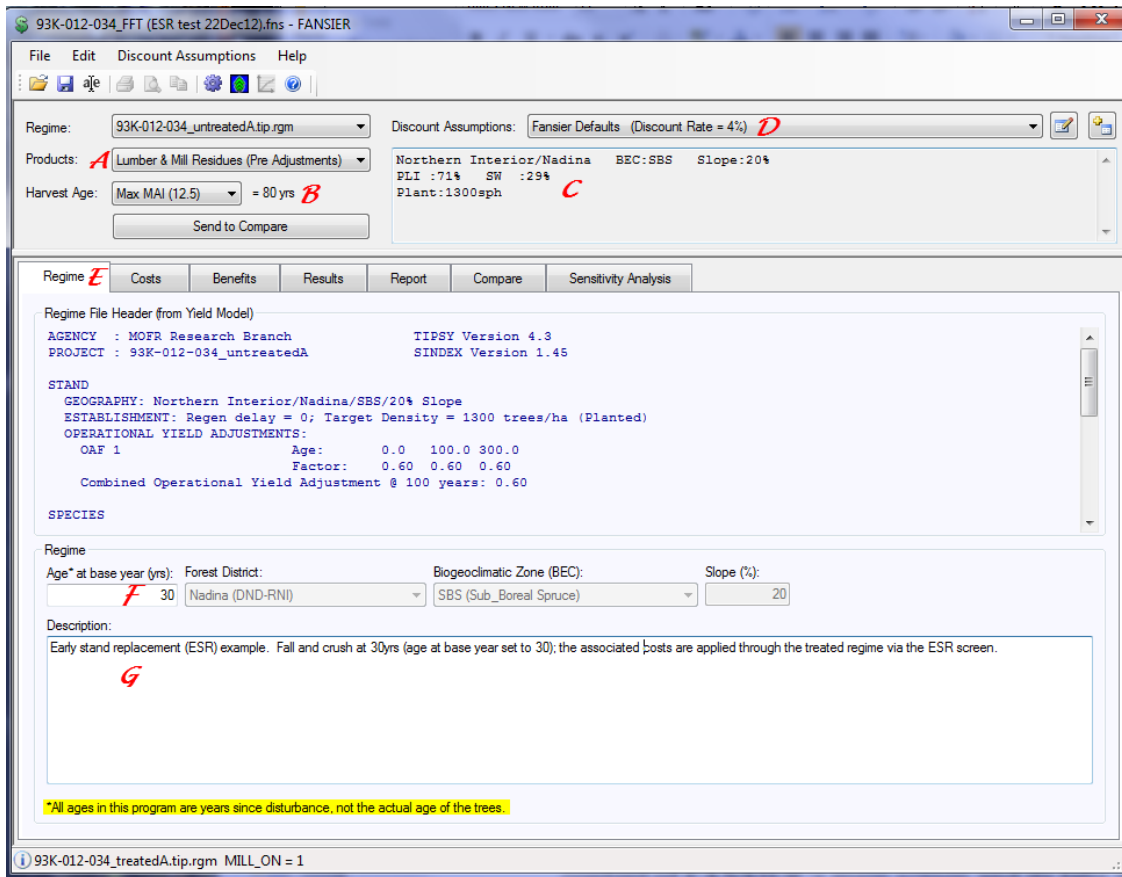 93K-012-034_FFT (ESR test 22Dec12).fns - FANSIER
File Edit Discount Assumptions Help
Regime: 93K-012-034_untreatedA.tip.rgm Discount Assumptions: Fansier Defaults (Discount Rate = 4%) D
Products: A Lumber & Mill Residues (Pre Adjustments)
Harvest Age: Max MAI (12.5) = 80 yrs B
Send to Compare
Northern Interior/Nadina BEC:SBS Slope:20%
PLI :71% SW :29%
Plant:1300sph C
Regime E Costs Benefits Results Report Compare Sensitivity Analysis
Regime File Header (from Yield Model)
AGENCY : MOFR Research Branch TIPSY Version 4.3
PROJECT : 93K-012-034_untreatedA SINDEX Version 1.45
STAND
GEOGRAPHY: Northern Interior/Nadina/SBS/20% Slope
ESTABLISHMENT: Regen delay = 0; Target Density = 1300 trees/ha (Planted)
OPERATIONAL YIELD ADJUSTMENTS:
OAF 1 Age: 0.0 100.0 300.0
Factor: 0.60 0.60 0.60
Combined Operational Yield Adjustment @ 100 years: 0.60
SPECIES
Regime
Age* at base year (yrs): Forest District: Biogeoclimatic Zone (BEC): Slope (%):
F 30 Nadina (DND-RNI) SBS (Sub_Boreal Spruce) 20
Description:
Early stand replacement (ESR) example. Fall and crush at 30yrs (age at base year set to 30); the associated costs are applied through the treated regime via the ESR screen.
G
*All ages in this program are years since disturbance, not the actual age of the trees.
93K-012-034_treatedA.tip.rgm MILL_ON = 1